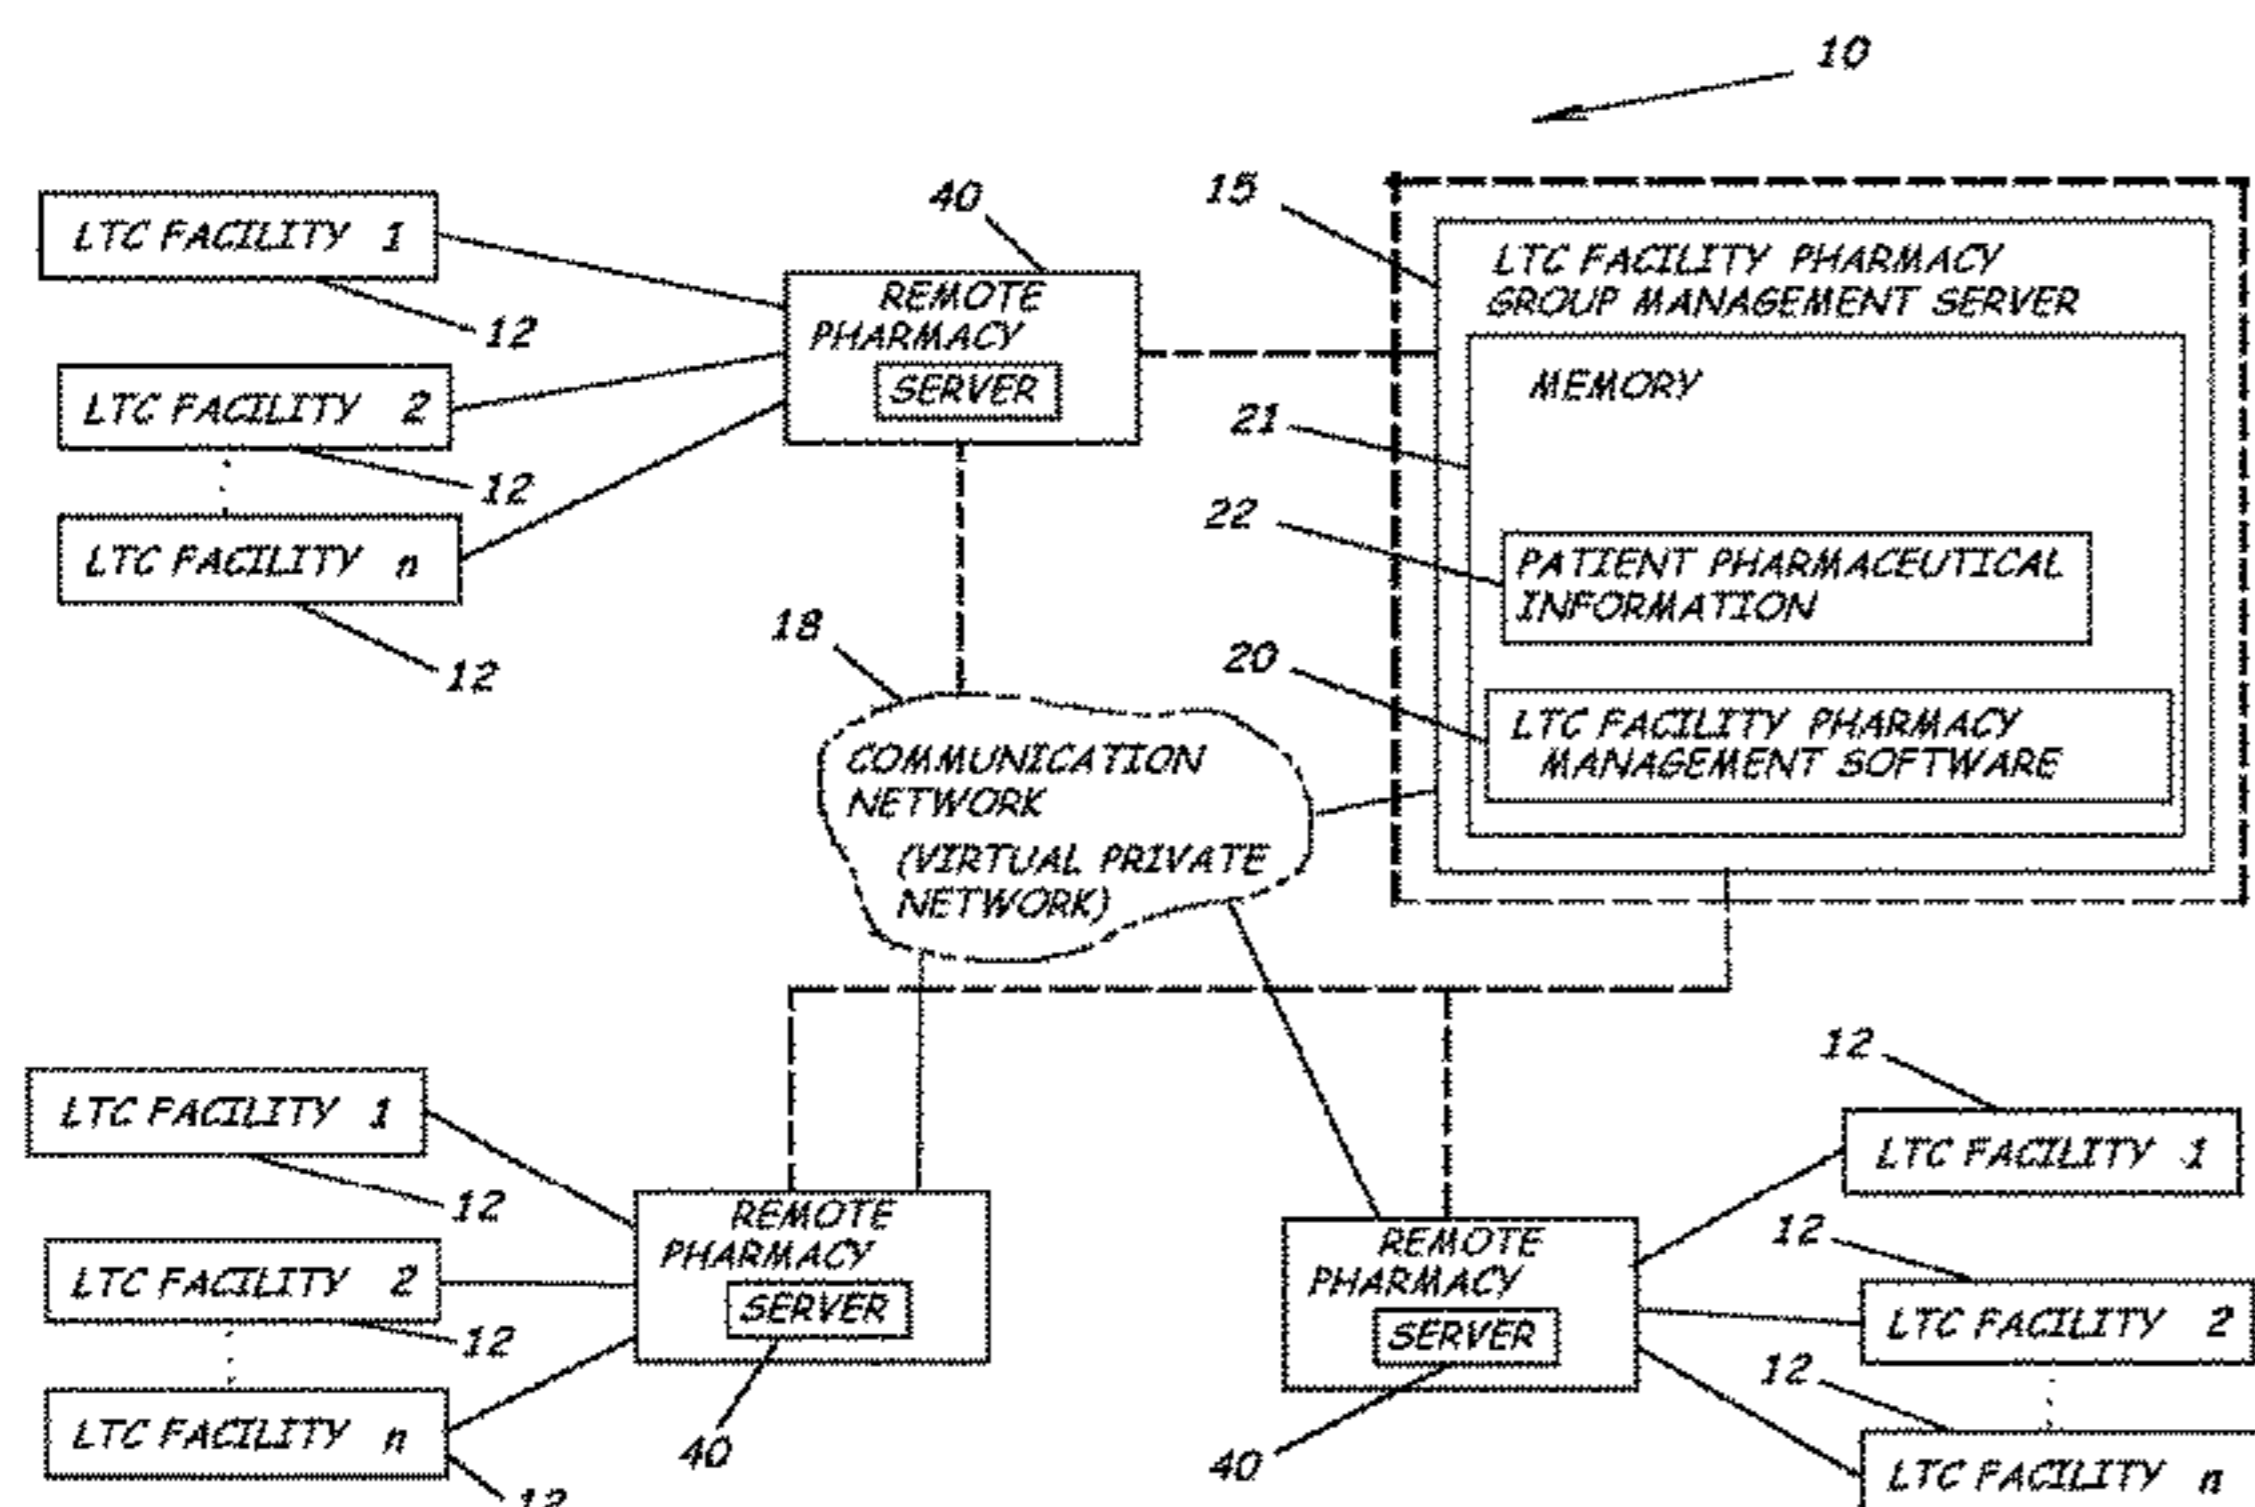 10
LTC FACILITY 1
12
LTC FACILITY 2
12
LTC FACILITY n
12
40
REMOTE
PHARMACY
SERVER
15
LTC FACILITY PHARMACY
GROUP MANAGEMENT SERVER
21
MEMORY
22
PATIENT PHARMACEUTICAL
INFORMATION
20
LTC FACILITY PHARMACY
MANAGEMENT SOFTWARE
18
COMMUNICATION
NETWORK
(VIRTUAL PRIVATE
NETWORK)
LTC FACILITY 1
12
LTC FACILITY 2
12
LTC FACILITY n
12
REMOTE
PHARMACY
SERVER
40
REMOTE
PHARMACY
SERVER
40
12
LTC FACILITY 1
12
LTC FACILITY 2
12
LTC FACILITY n